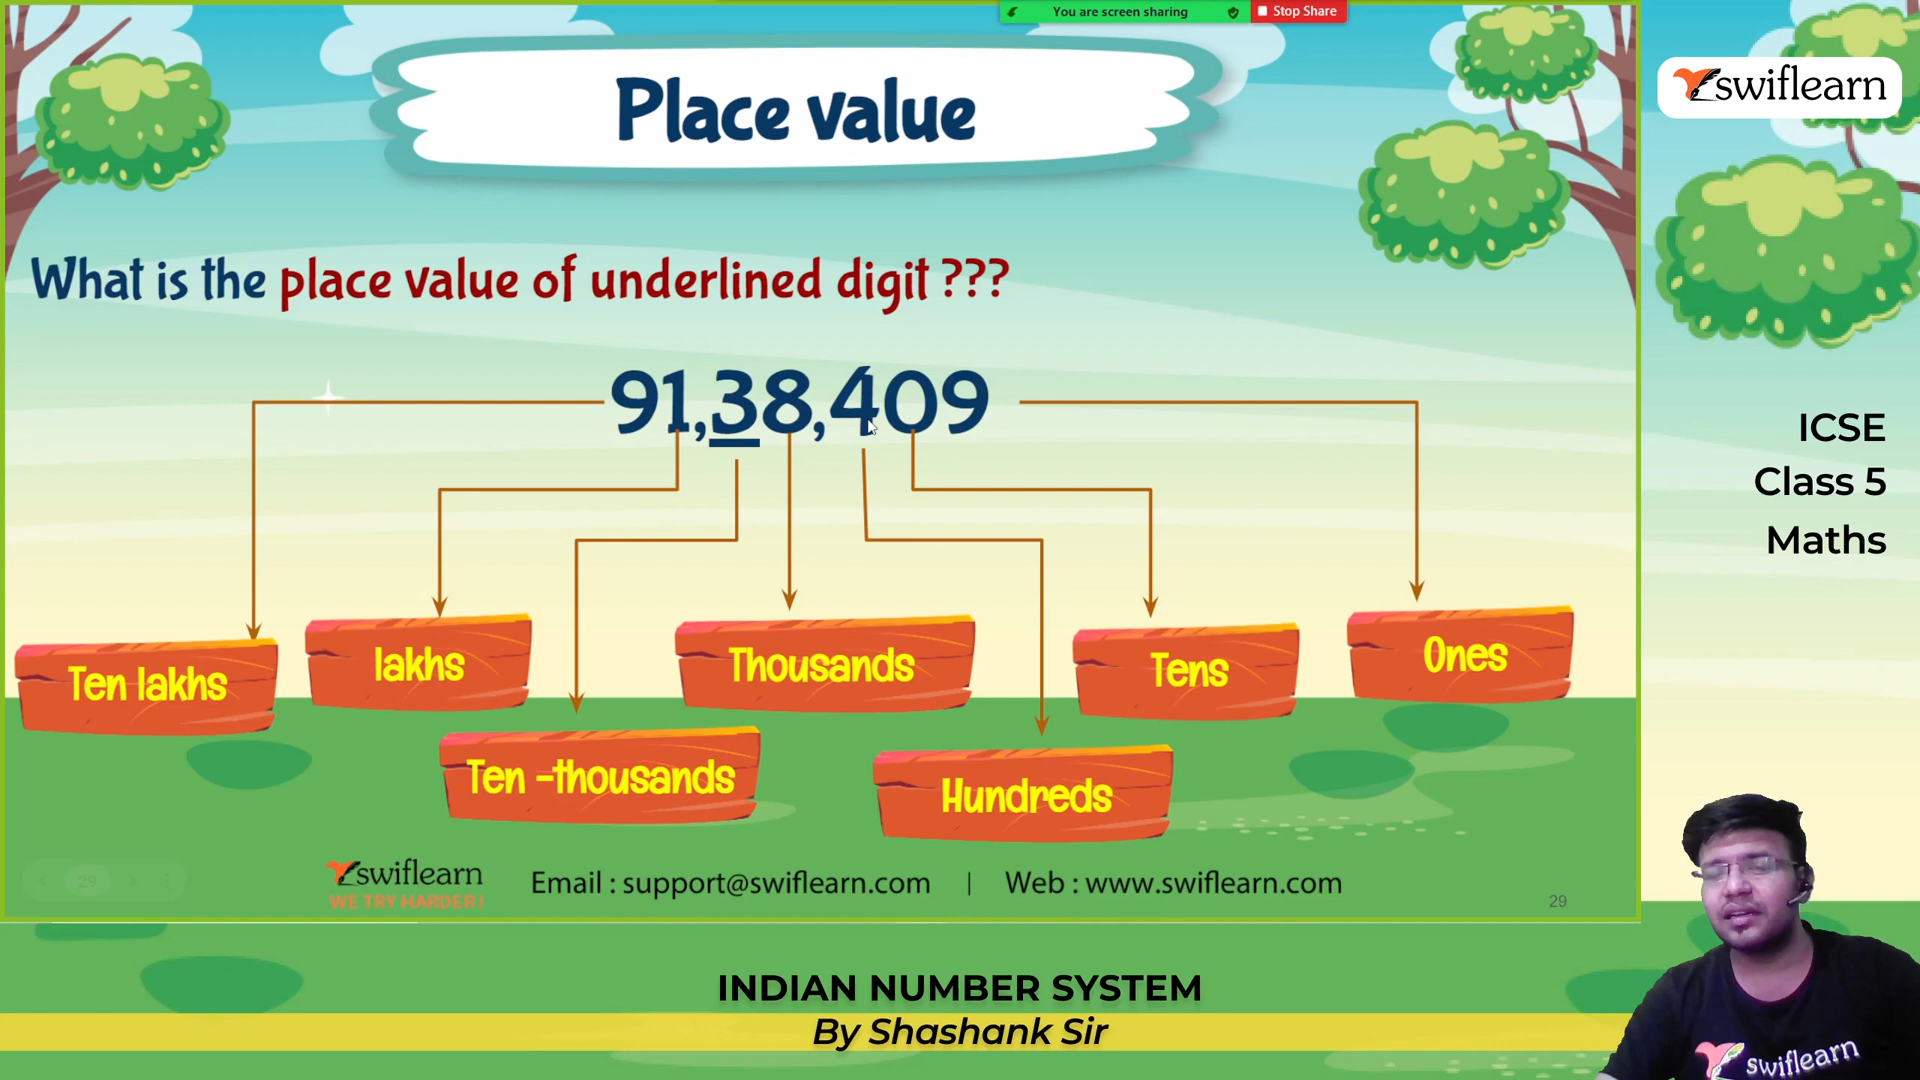 You are screen sharing
Stop Share
Place value
swiflearn
What is the place value of underlined digit ???
91,38,409
ICSE
Class 5
Maths
Ten lakhs
lakhs
Thousands
Tens
Ones
Ten -thousands
Hundreds
29
swiflearn
WE TRY HARDER!
Email : support@swiflearn.com | Web : www.swiflearn.com
29
INDIAN NUMBER SYSTEM
By Shashank Sir
swiflearn